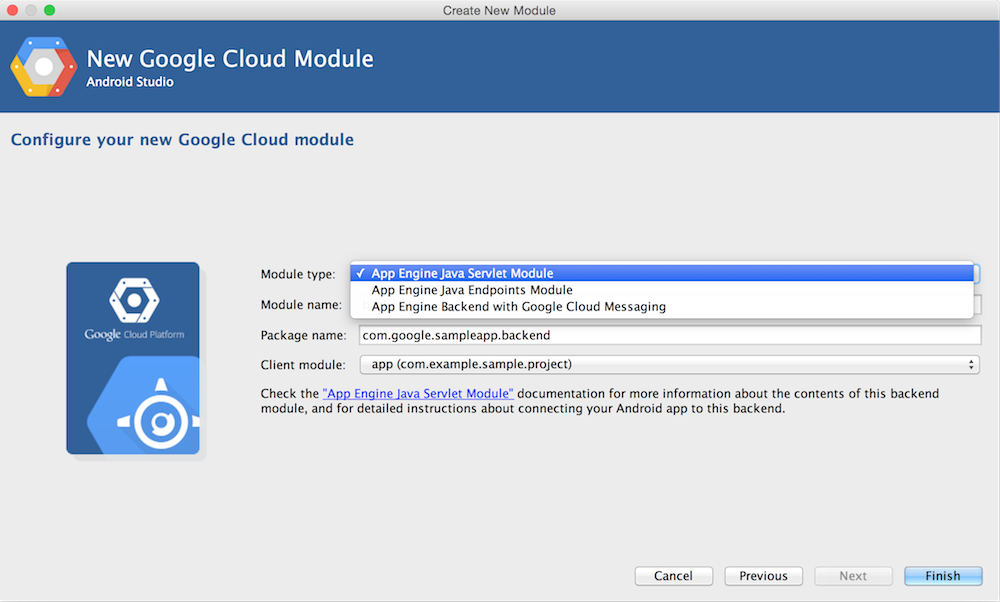 Create New Module
New Google Cloud Module
Android Studio
Configure your new Google Cloud module
Google Cloud Platform
Module type:
✓ App Engine Java Servlet Module
App Engine Java Endpoints Module
App Engine Backend with Google Cloud Messaging
Module name:
Package name: com.google.sampleapp.backend
Client module: app (com.example.sample.project)
Check the "App Engine Java Servlet Module" documentation for more information about the contents of this backend
module, and for detailed instructions about connecting your Android app to this backend.
Cancel Previous Next Finish